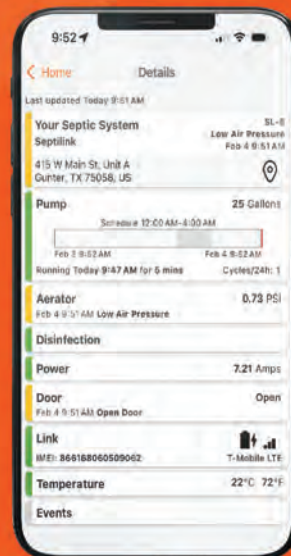 9:52
Home Details
Last updated Today 9:51 AM
Your Septic System SL-8
Septilink Low Air Pressure
Feb 4 9:51 AM
415 W Main St, Unit A
Gunter, TX 75058, US
Pump 25 Gallons
Schedule 12:00 AM-4:00 AM
Feb 3 9:52 AM Feb 4 9:52 AM
Running Today 9:47 AM for 5 mins Cycles/24h: 1
Aerator 0.73 PSI
Feb 4 9:51 AM Low Air Pressure
Disinfection
Power 7.21 Amps
Door Open
Feb 4 9:51 AM Open Door
Link
IMEI: 866168060509062 T-Mobile LTE
Temperature 22°C 72°F
Events